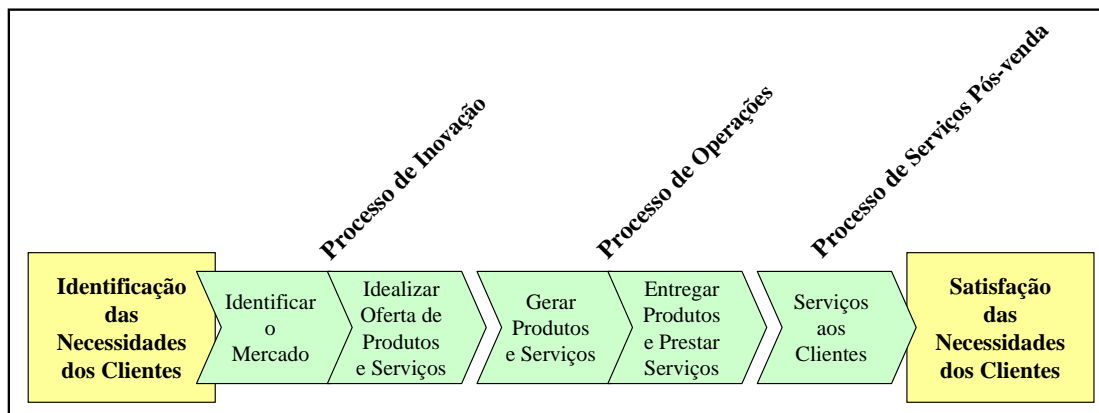 Processo de Inovação
Processo de Operações
Processo de Serviços Pós-venda
Identificação
das
Necessidades
dos Clientes
Identificar
o
Mercado
Idealizar
Oferta de
Produtos
e Serviços
Gerar
Produtos
e Serviços
Entregar
Produtos
e Prestar
Serviços
Serviços
aos
Clientes
Satisfação
das
Necessidades
dos Clientes